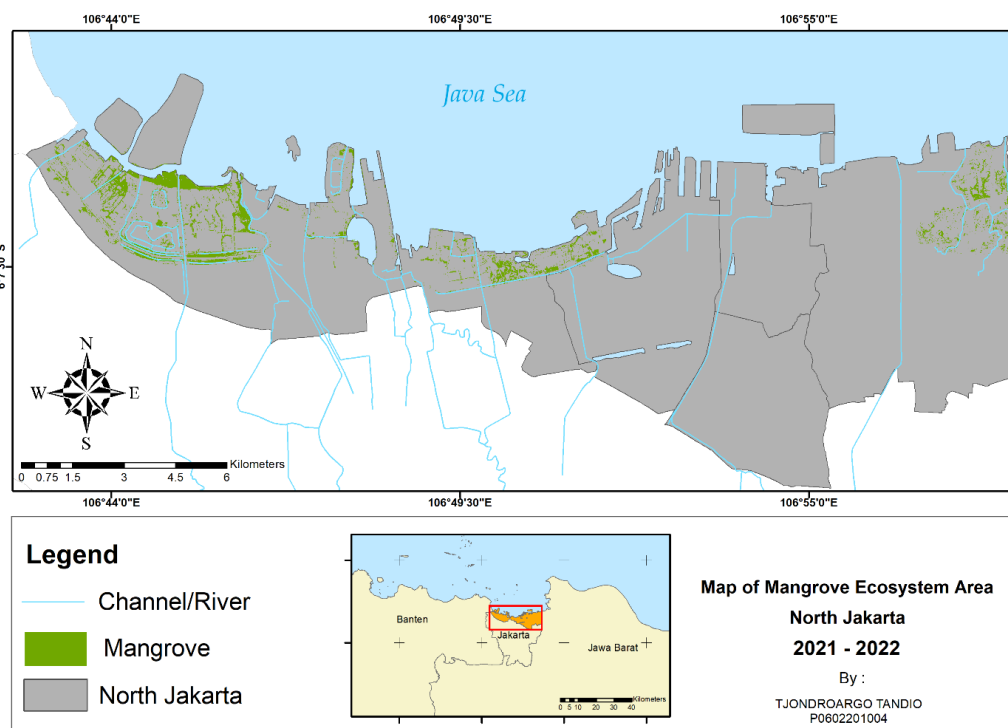 106°44'0"E 106°49'30"E 106°55'0"E
Java Sea
N
W E
S
Kilometers
0 0.75 1.5 3 4.5 6
106°44'0"E 106°49'30"E 106°55'0"E
Legend
Channel/River
Mangrove
North Jakarta
Banten
Jakarta
Jawa Barat
Kilometers
0 5 10 20 30 40
Map of Mangrove Ecosystem Area
North Jakarta
2021 - 2022
By :
TJONDROARGO TANDIO
P0602201004